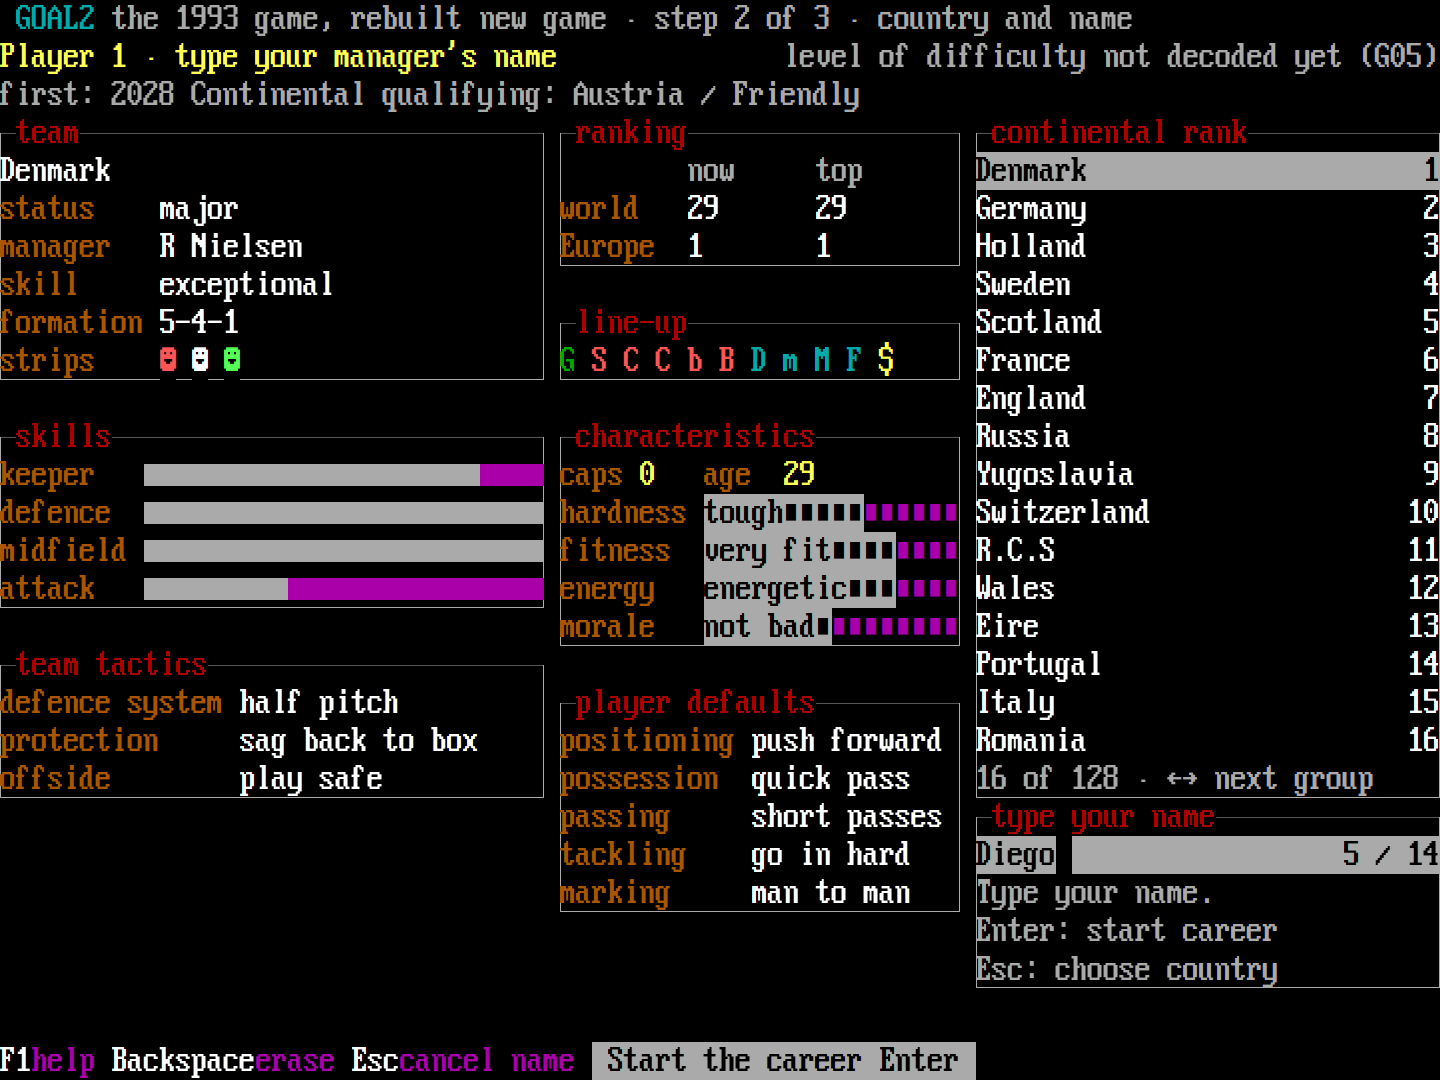 GOAL2 the 1993 game, rebuilt new game · step 2 of 3 · country and name
Player 1 · type your manager's name level of difficulty not decoded yet (G05)
first: 2028 Continental qualifying: Austria / Friendly
team
Denmark
status major
manager R Nielsen
skill exceptional
formation 5-4-1
strips
skills
keeper
defence
midfield
attack
team tactics
defence system half pitch
protection sag back to box
offside play safe
ranking
now top
world 29 29
Europe 1 1
line-up
G S C C b B D m M F $
characteristics
caps 0 age 29
hardness tough
fitness very fit
energy energetic
morale not bad
player defaults
positioning push forward
possession quick pass
passing short passes
tackling go in hard
marking man to man
continental rank
Denmark 1
Germany 2
Holland 3
Sweden 4
Scotland 5
France 6
England 7
Russia 8
Yugoslavia 9
Switzerland 10
R.C.S 11
Wales 12
Eire 13
Portugal 14
Italy 15
Romania 16
16 of 128 · ↔ next group
type your name
Diego 5 / 14
Type your name.
Enter: start career
Esc: choose country
F1help Backspaceerase Esccancel name Start the career Enter